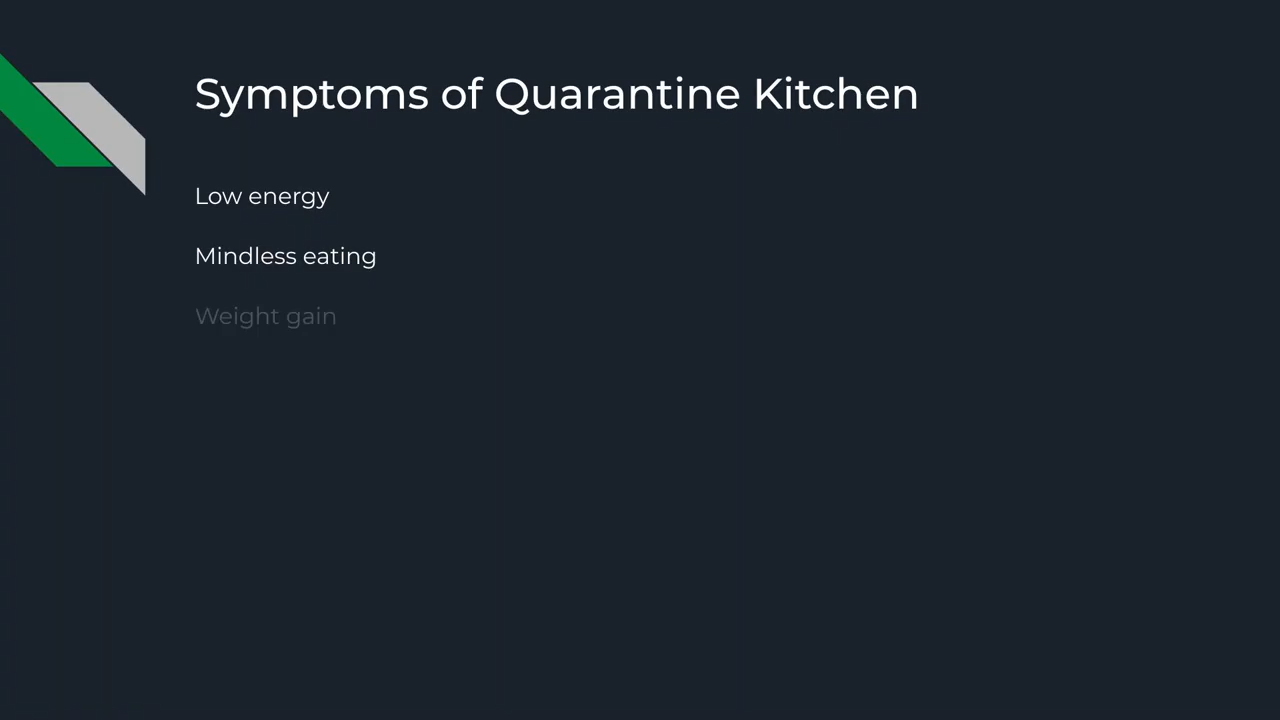 Symptoms of Quarantine Kitchen
Low energy
Mindless eating
Weight gain